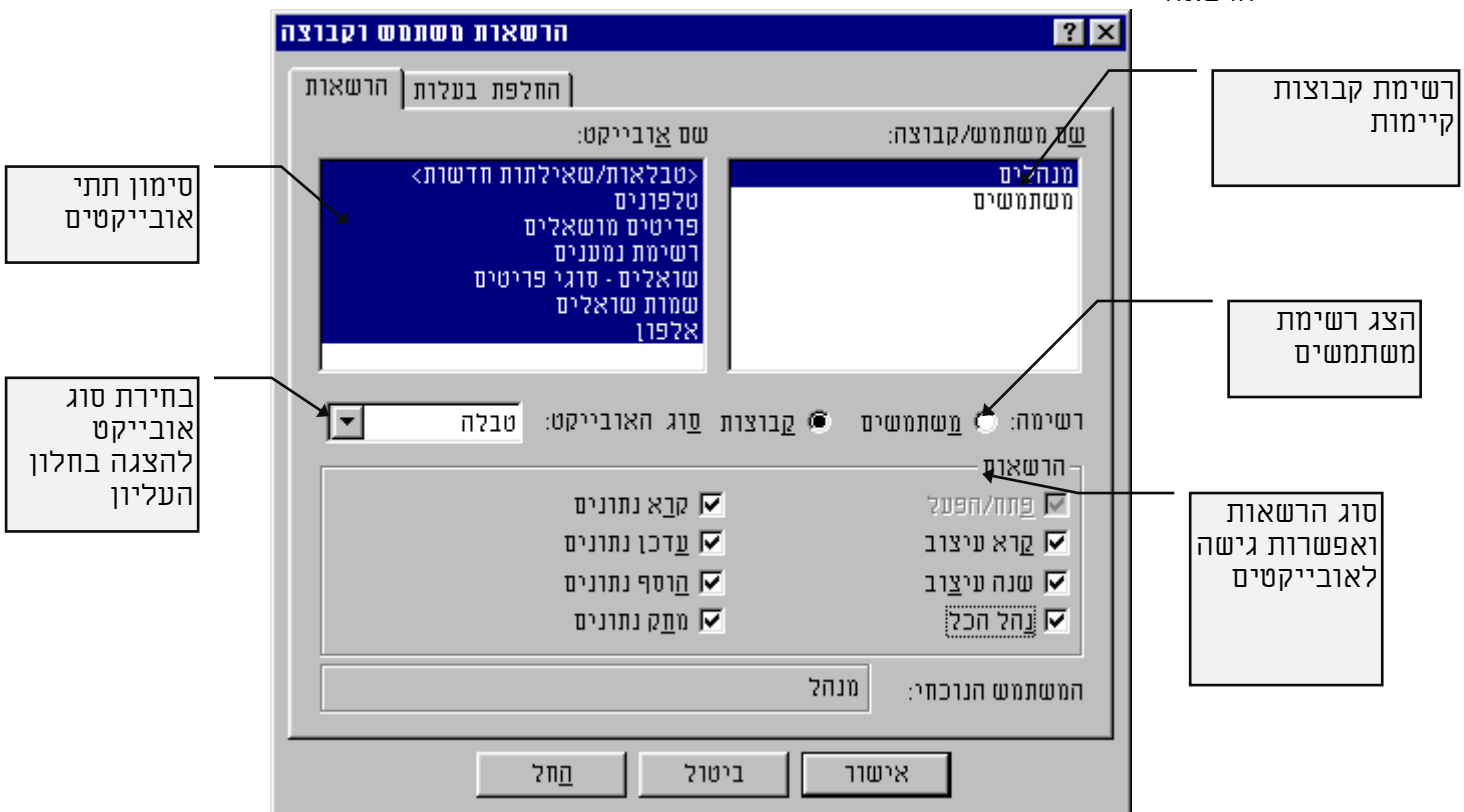 הרשאות משתמש וקבוצה
הרשאות
החלפת בעלות
שם משתמש/קבוצה:
שם אובייקט:
מנהלים
משתמשים
<טבלאות/שאילתות חדשות>
טלפונים
פריטים מושאלים
רשימת נמענים
שואלים - סוגי פריטים
שמות שואלים
אלפון
רשימה:
משתמשים
קבוצות
סוג האובייקט:
טבלה
הרשאות
פתח/הפעל
קרא נתונים
קרא עיצוב
עדכן נתונים
שנה עיצוב
הוסף נתונים
נהל הכל
מחק נתונים
המשתמש הנוכחי:
מנהל
אישור
ביטול
החל
רשימת קבוצות
קיימות
הצג רשימת
משתמשים
סוג הרשאות
ואפשרות גישה
לאובייקטים
סימון תתי
אובייקטים
בחירת סוג
אובייקט
להצגה בחלון
העליון